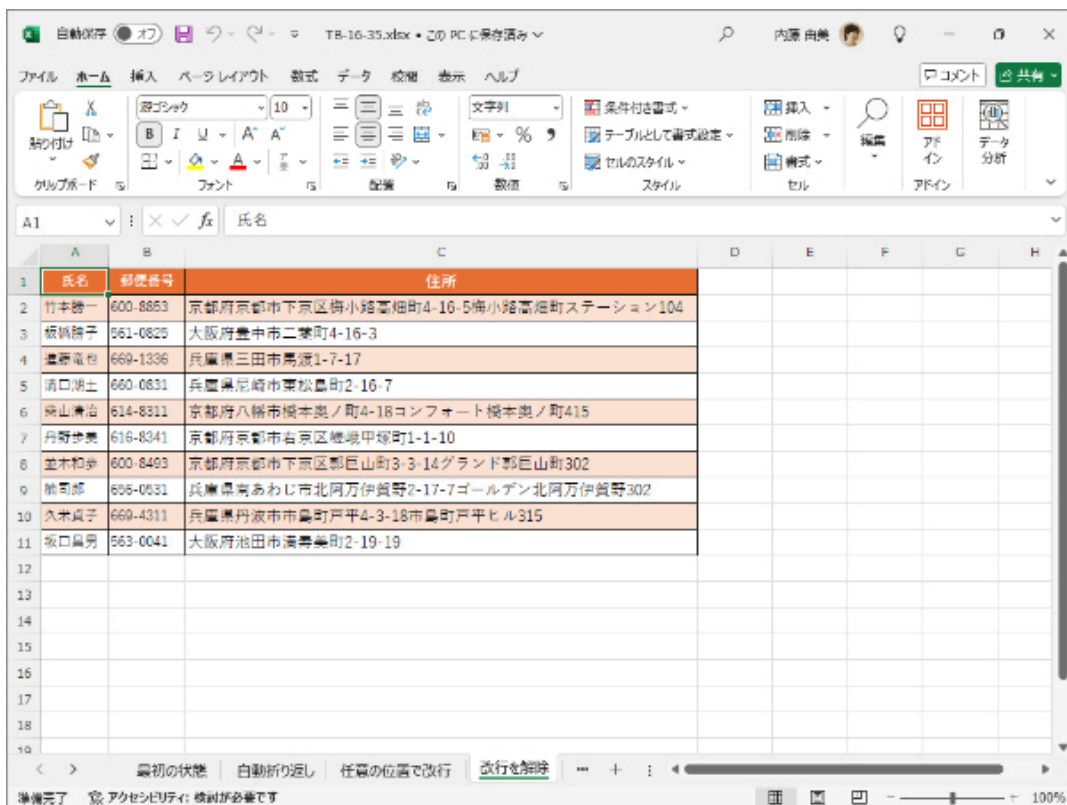 自動保存 オフ TB-16-35.xlsx • この PC に保存済み 内藤 由美
ファイル ホーム 挿入 ページ レイアウト 数式 データ 校閲 表示 ヘルプ コメント 共有
貼り付け 游ゴシック 10 文字列 条件付き書式 挿入 編集 アドイン データ分析
B I U A A % テーブルとして書式設定 削除
A セルのスタイル 書式
クリップボード フォント 配置 数値 スタイル セル アドイン
A1 fx 氏名
A B C D E F G H
1 氏名 郵便番号 住所
2 竹本勝一 600-8853 京都府京都市下京区梅小路高畑町4-16-5梅小路高畑町ステーション104
3 板橋勝子 561-0825 大阪府豊中市二葉町4-16-3
4 進藤竜也 669-1336 兵庫県三田市馬渡1-7-17
5 溝口湖土 660-0831 兵庫県尼崎市東松島町2-16-7
6 柴山清治 614-8311 京都府八幡市橋本奥ノ町4-18コンフォート橋本奥ノ町415
7 丹野歩美 616-8341 京都府京都市右京区嵯峨甲塚町1-1-10
8 並木和歩 600-8493 京都府京都市下京区郭巨山町3-3-14グランド郭巨山町302
9 656-0531 兵庫県南あわじ市北阿万伊賀野2-17-7ゴールデン北阿万伊賀野302
10 久米貞子 669-4311 兵庫県丹波市市島町戸平4-3-18市島町戸平ヒル315
11 坂口昌男 563-0041 大阪府池田市満寿美町2-19-19
12
13
14
15
16
17
18
19
最初の状態 自動折り返し 任意の位置で改行 改行を解除
準備完了 アクセシビリティ: 検討が必要です 100%